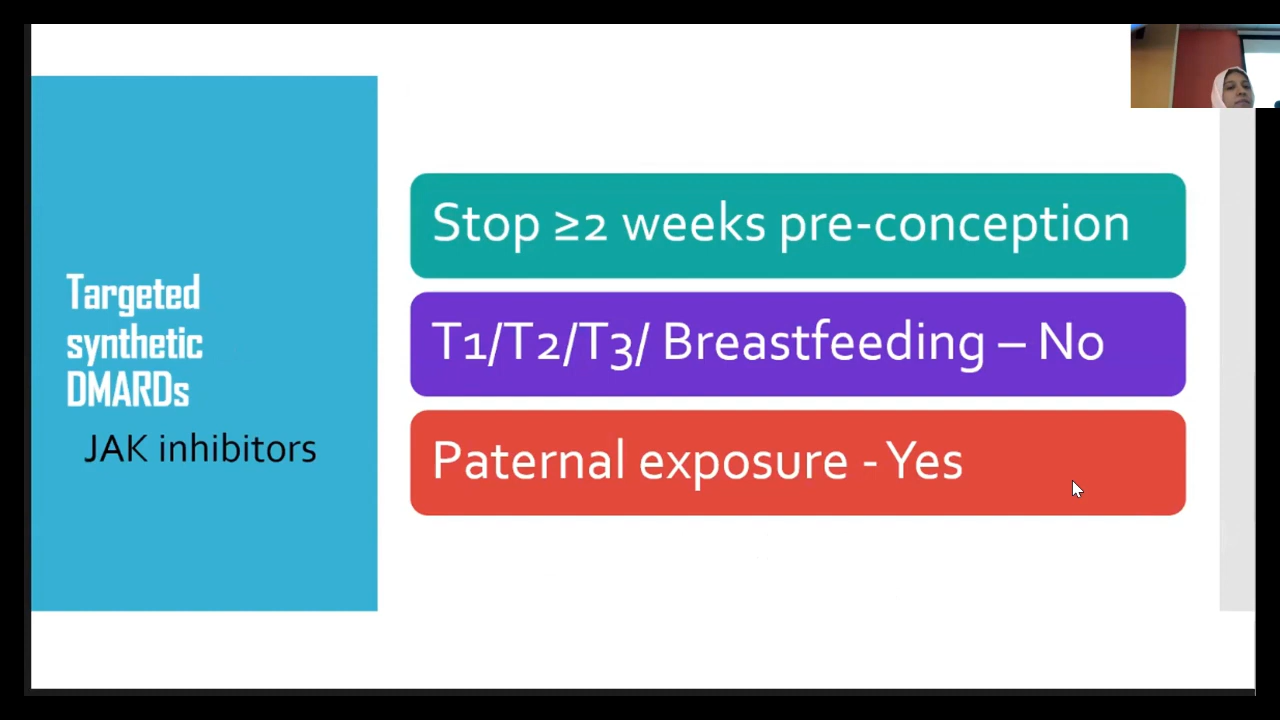 Targeted
synthetic
DMARDs
JAK inhibitors
Stop ≥2 weeks pre-conception
T1/T2/T3/ Breastfeeding – No
Paternal exposure - Yes